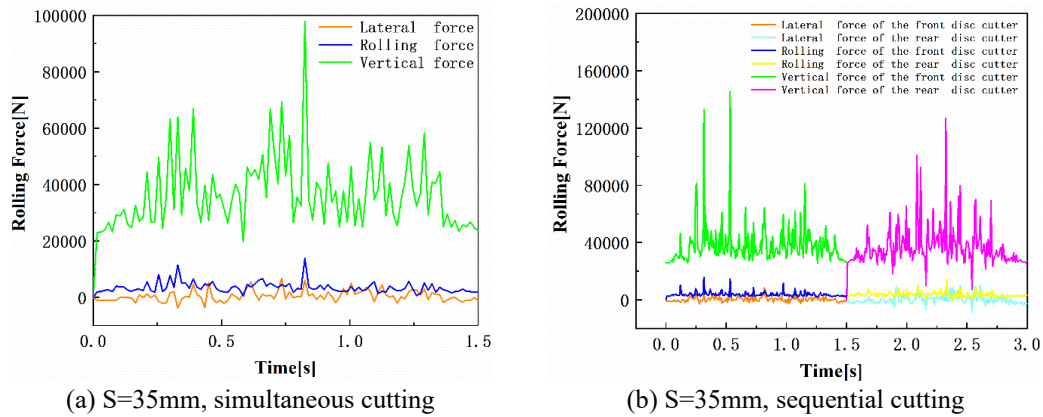 100000
80000
60000
40000
20000
0
Rolling Force[N]
Lateral force
Rolling force
Vertical force
0.0 0.5 1.0 1.5
Time[s]
(a) S=35mm, simultaneous cutting
200000
160000
120000
80000
40000
0
Rolling Force[N]
Lateral force of the front disc cutter
Lateral force of the rear disc cutter
Rolling force of the front disc cutter
Rolling force of the rear disc cutter
Vertical force of the front disc cutter
Vertical force of the rear disc cutter
0.0 0.5 1.0 1.5 2.0 2.5 3.0
Time[s]
(b) S=35mm, sequential cutting